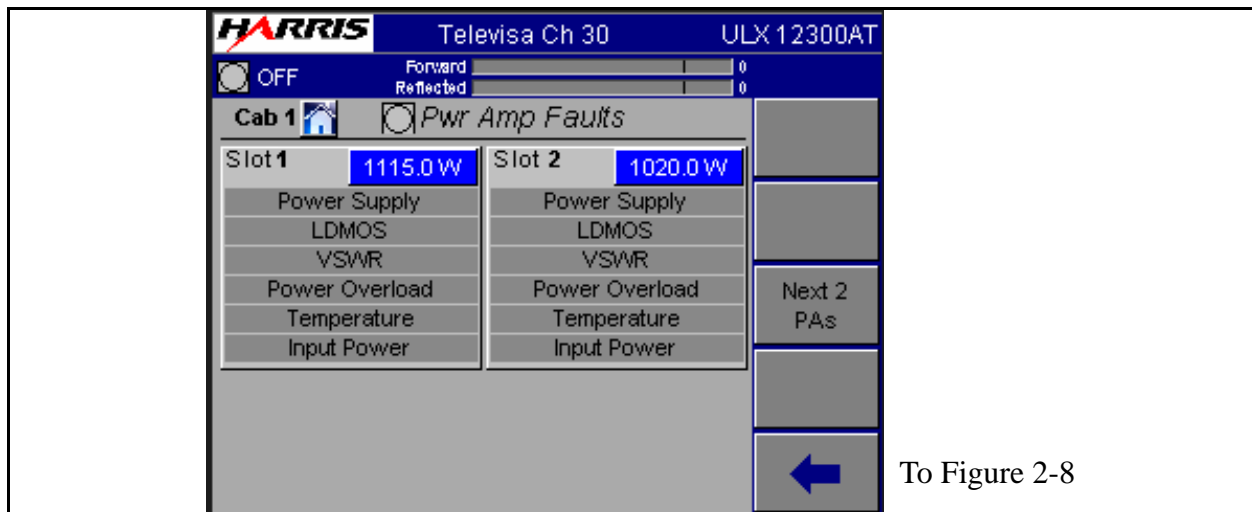 HARRIS Televisa Ch 30 ULX 12300AT
OFF Forward 0
Reflected 0
Cab 1 Pwr Amp Faults
Slot 1 1115.0 W Slot 2 1020.0 W
Power Supply Power Supply
LDMOS LDMOS
VSWR VSWR
Power Overload Power Overload
Temperature Temperature
Input Power Input Power
Next 2
PAs
To Figure 2-8